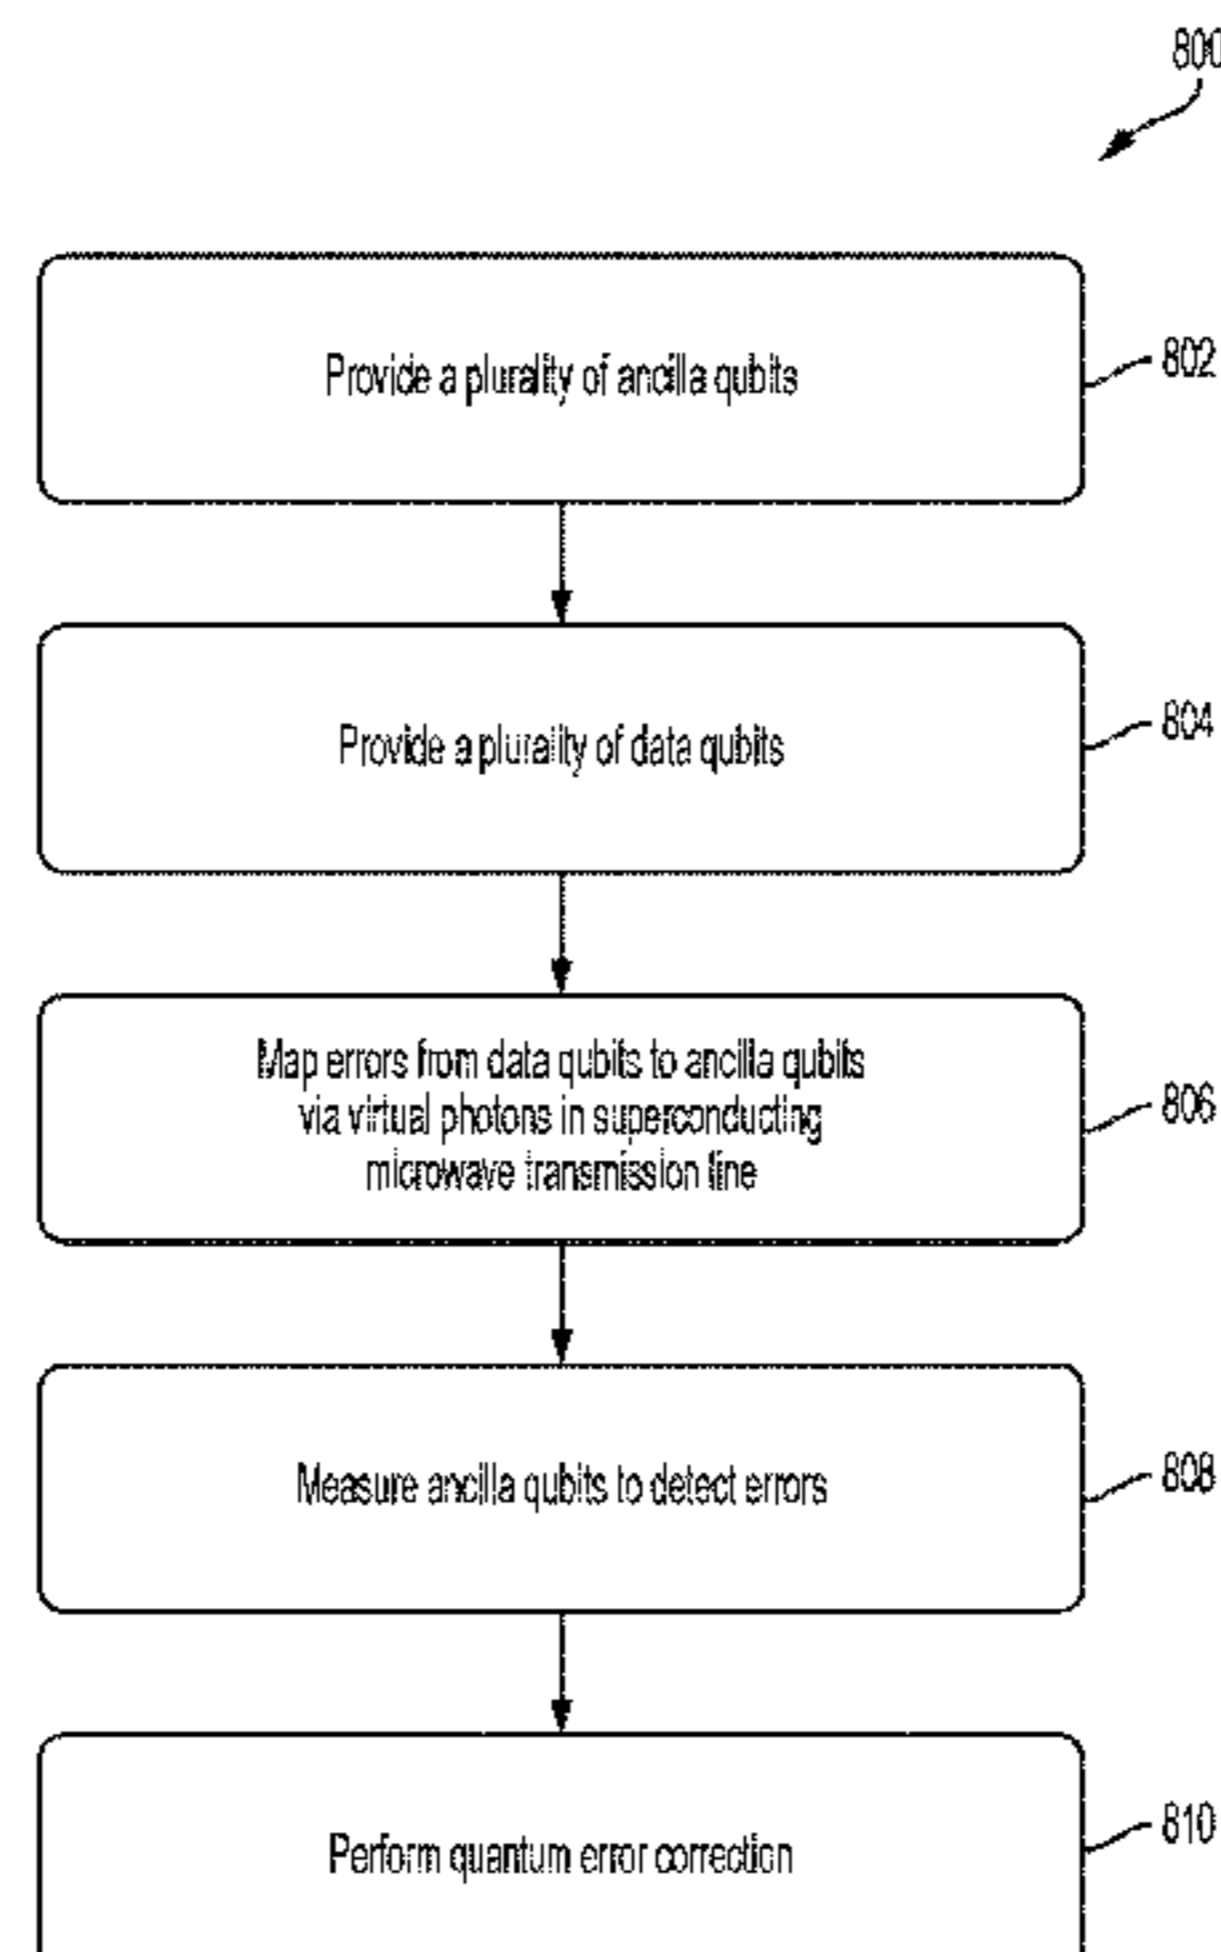 800
Provide a plurality of ancilla qubits
802
Provide a plurality of data qubits
804
Map errors from data qubits to ancilla qubits
via virtual photons in superconducting
microwave transmission line
806
Measure ancilla qubits to detect errors
808
Perform quantum error correction
810